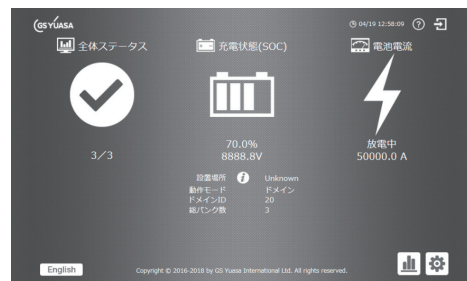 GS YUASA
04/19 12:58:09 ?
全体ステータス
充電状態(SOC)
電池電流
3/3
70.0%
8888.8V
放電中
50000.0 A
設置場所 i Unknown
動作モード ドメイン
ドメインID 20
総バンク数 3
English
Copyright © 2016-2018 by GS Yuasa International Ltd. All rights reserved.